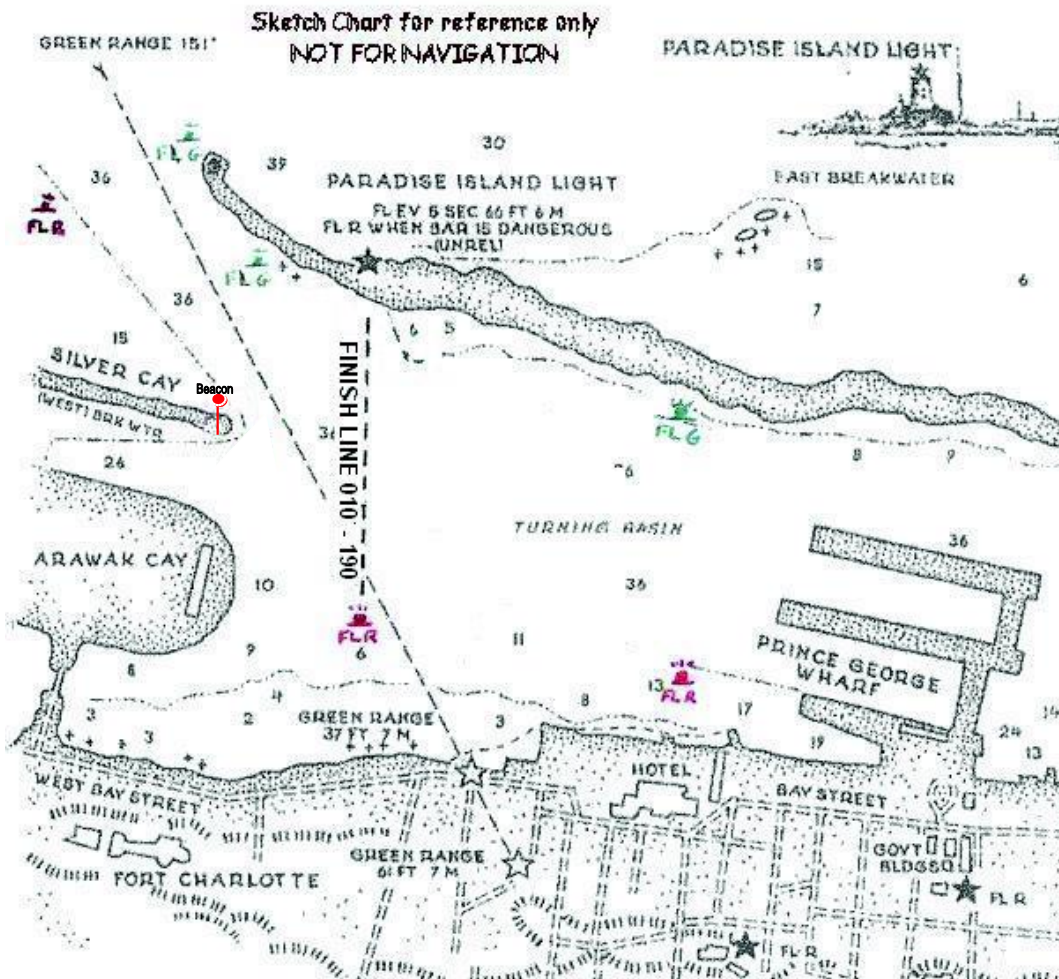 Sketch Chart for reference only
NOT FOR NAVIGATION
GREEN RANGE 151°
PARADISE ISLAND LIGHT
FL G
39
30
36
PARADISE ISLAND LIGHT
EAST BREAKWATER
FL R
FL EV 5 SEC 66 FT 6 M
FL R WHEN BAR IS DANGEROUS
(UNREL)
FL G
15
6
36
7
15
6
5
SILVER CAY
Beacon
(WEST) BRK WTR
FINISH LINE 010 - 190
36
FL G
26
6
8
9
TURNING BASIN
36
ARAWAK CAY
10
36
FL R
6
11
9
PRINCE GEORGE
WHARF
8
4
13
FL R
8
3
2
GREEN RANGE
37 FT 7 M
3
17
14
3
19
24
13
FL
HOTEL
WEST BAY STREET
BAY STREET
GREEN RANGE
61 FT 7 M
GOVT
BLDGS
FORT CHARLOTTE
FL R
FL R